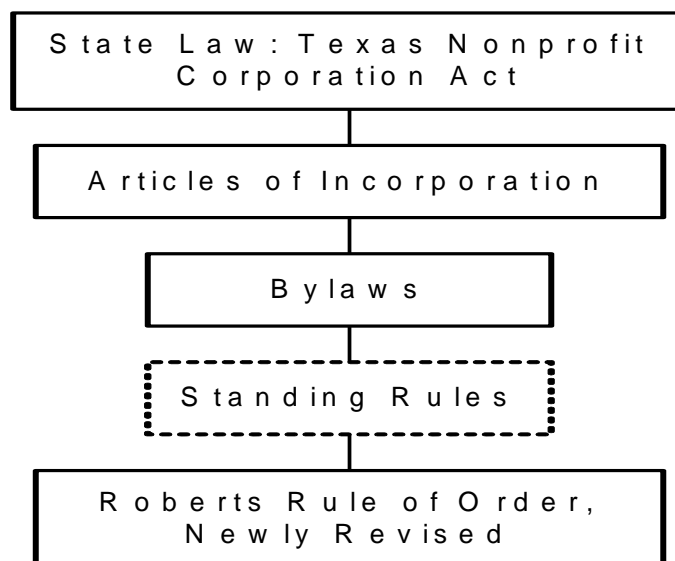 State Law: Texas Nonprofit
Corporation Act
Articles of Incorporation
Bylaws
Standing Rules
Roberts Rule of Order,
Newly Revised